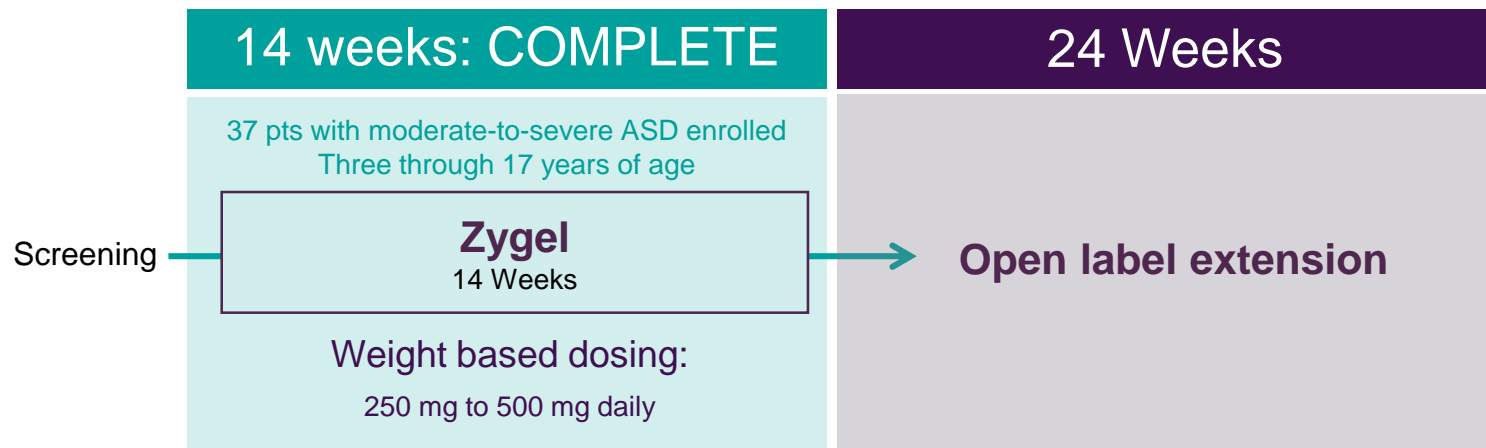 14 weeks: COMPLETE
24 Weeks
37 pts with moderate-to-severe ASD enrolled
Three through 17 years of age
Screening
Zygel
14 Weeks
Open label extension
Weight based dosing:
250 mg to 500 mg daily